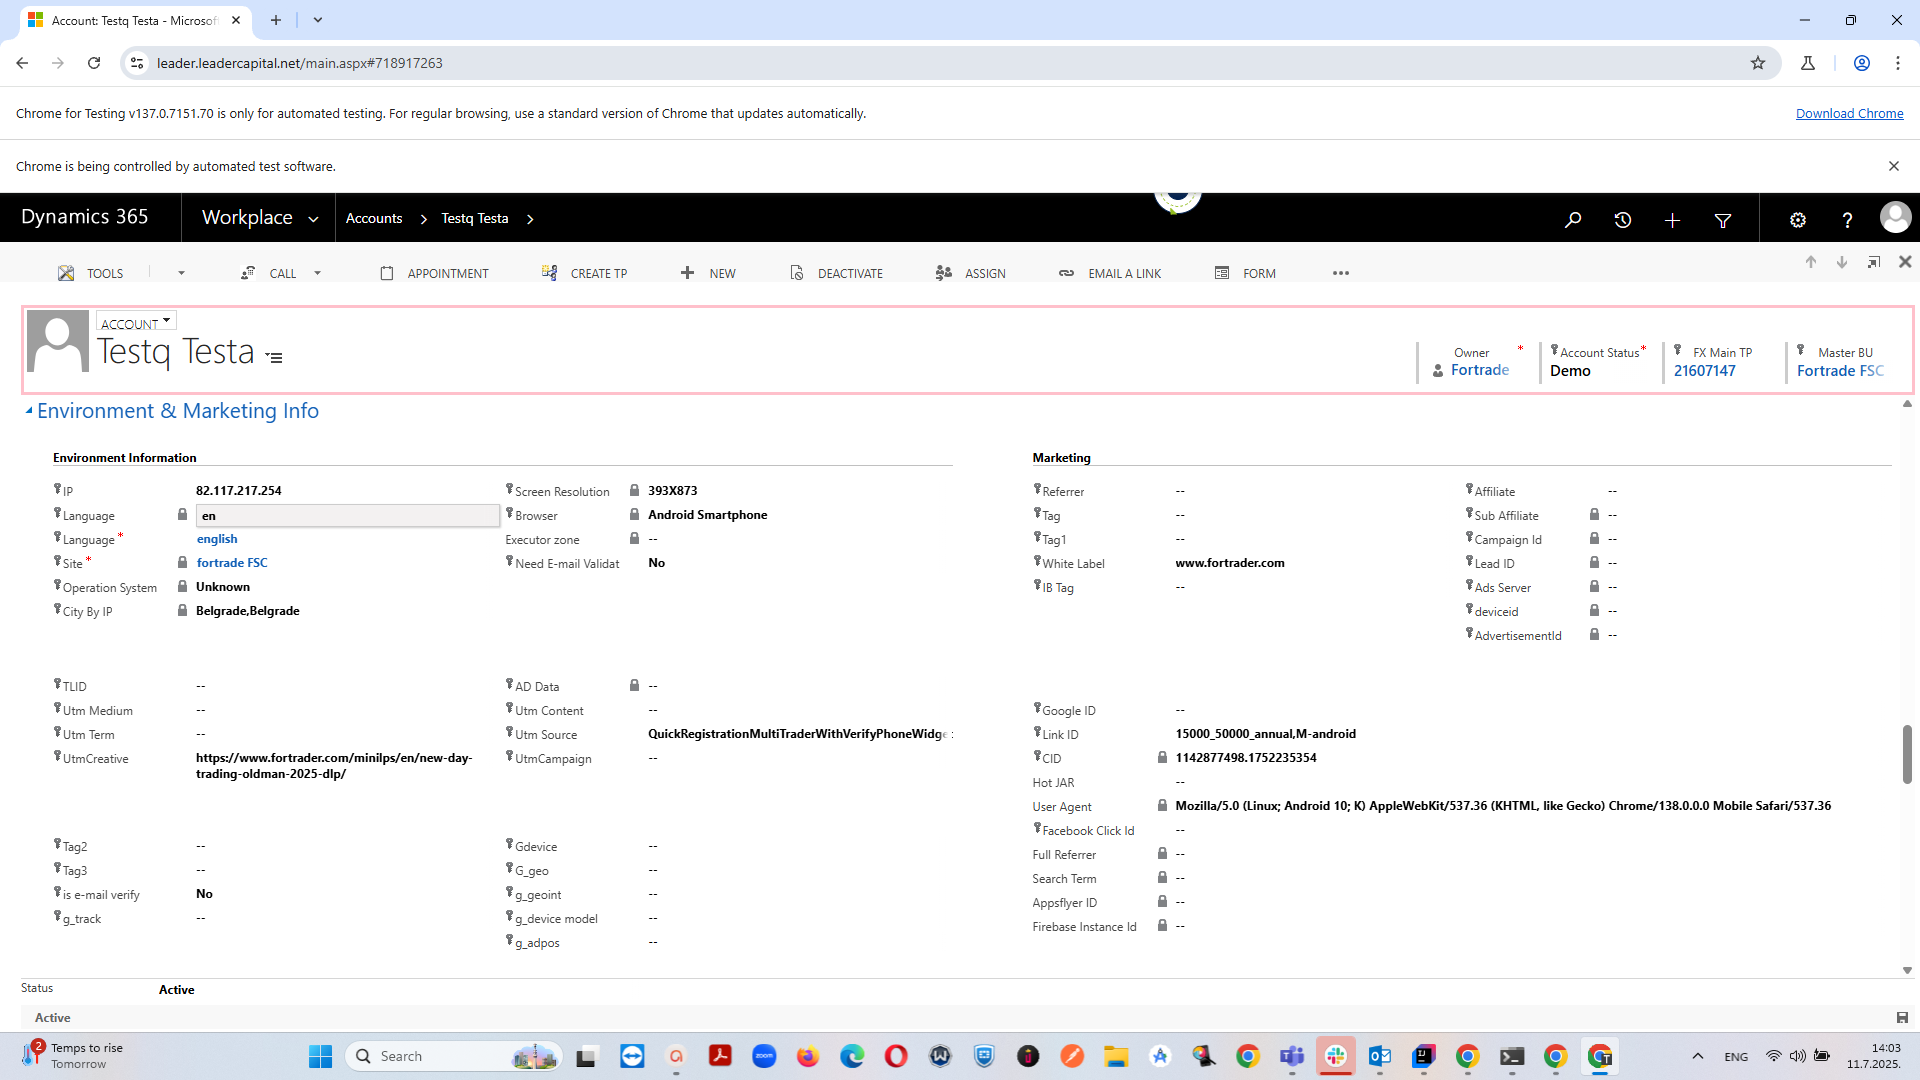 Account: Testq Testa - Microsof
leader.leadercapital.net/main.aspx#718917263
Chrome for Testing v137.0.7151.70 is only for automated testing. For regular browsing, use a standard version of Chrome that updates automatically.
Download Chrome
Chrome is being controlled by automated test software.
Dynamics 365 Workplace Accounts Testq Testa ?
TOOLS CALL APPOINTMENT CREATE TP NEW DEACTIVATE ASSIGN EMAIL A LINK FORM
ACCOUNT
Testq Testa
Owner * Account Status* FX Main TP Master BU
Fortrade Demo 21607147 Fortrade FSC
Environment & Marketing Info
Environment Information Marketing
IP 82.117.217.254 Screen Resolution 393X873 Referrer -- Affiliate --
Language en Browser Android Smartphone Tag -- Sub Affiliate --
Language * english Executor zone -- Tag1 -- Campaign Id --
Site * fortrade FSC Need E-mail Validat No White Label www.fortrader.com Lead ID --
Operation System Unknown IB Tag -- Ads Server --
City By IP Belgrade,Belgrade deviceid --
AdvertisementId --
TLID -- AD Data --
Utm Medium -- Utm Content -- Google ID --
Utm Term -- Utm Source QuickRegistrationMultiTraderWithVerifyPhoneWidge Link ID 15000_50000_annual,M-android
UtmCreative https://www.fortrader.com/minilps/en/new-day- UtmCampaign -- CID 1142877498.1752235354
trading-oldman-2025-dlp/
Hot JAR --
User Agent Mozilla/5.0 (Linux; Android 10; K) AppleWebKit/537.36 (KHTML, like Gecko) Chrome/138.0.0.0 Mobile Safari/537.36
Facebook Click Id --
Tag2 -- Gdevice -- Full Referrer --
Tag3 -- G_geo -- Search Term --
is e-mail verify No g_geoint -- Appsflyer ID --
g_track -- g_device model -- Firebase Instance Id --
g_adpos --
Status Active
Active
2 Temps to rise
Tomorrow
Search
zoom
ENG
14:03
11.7.2025.